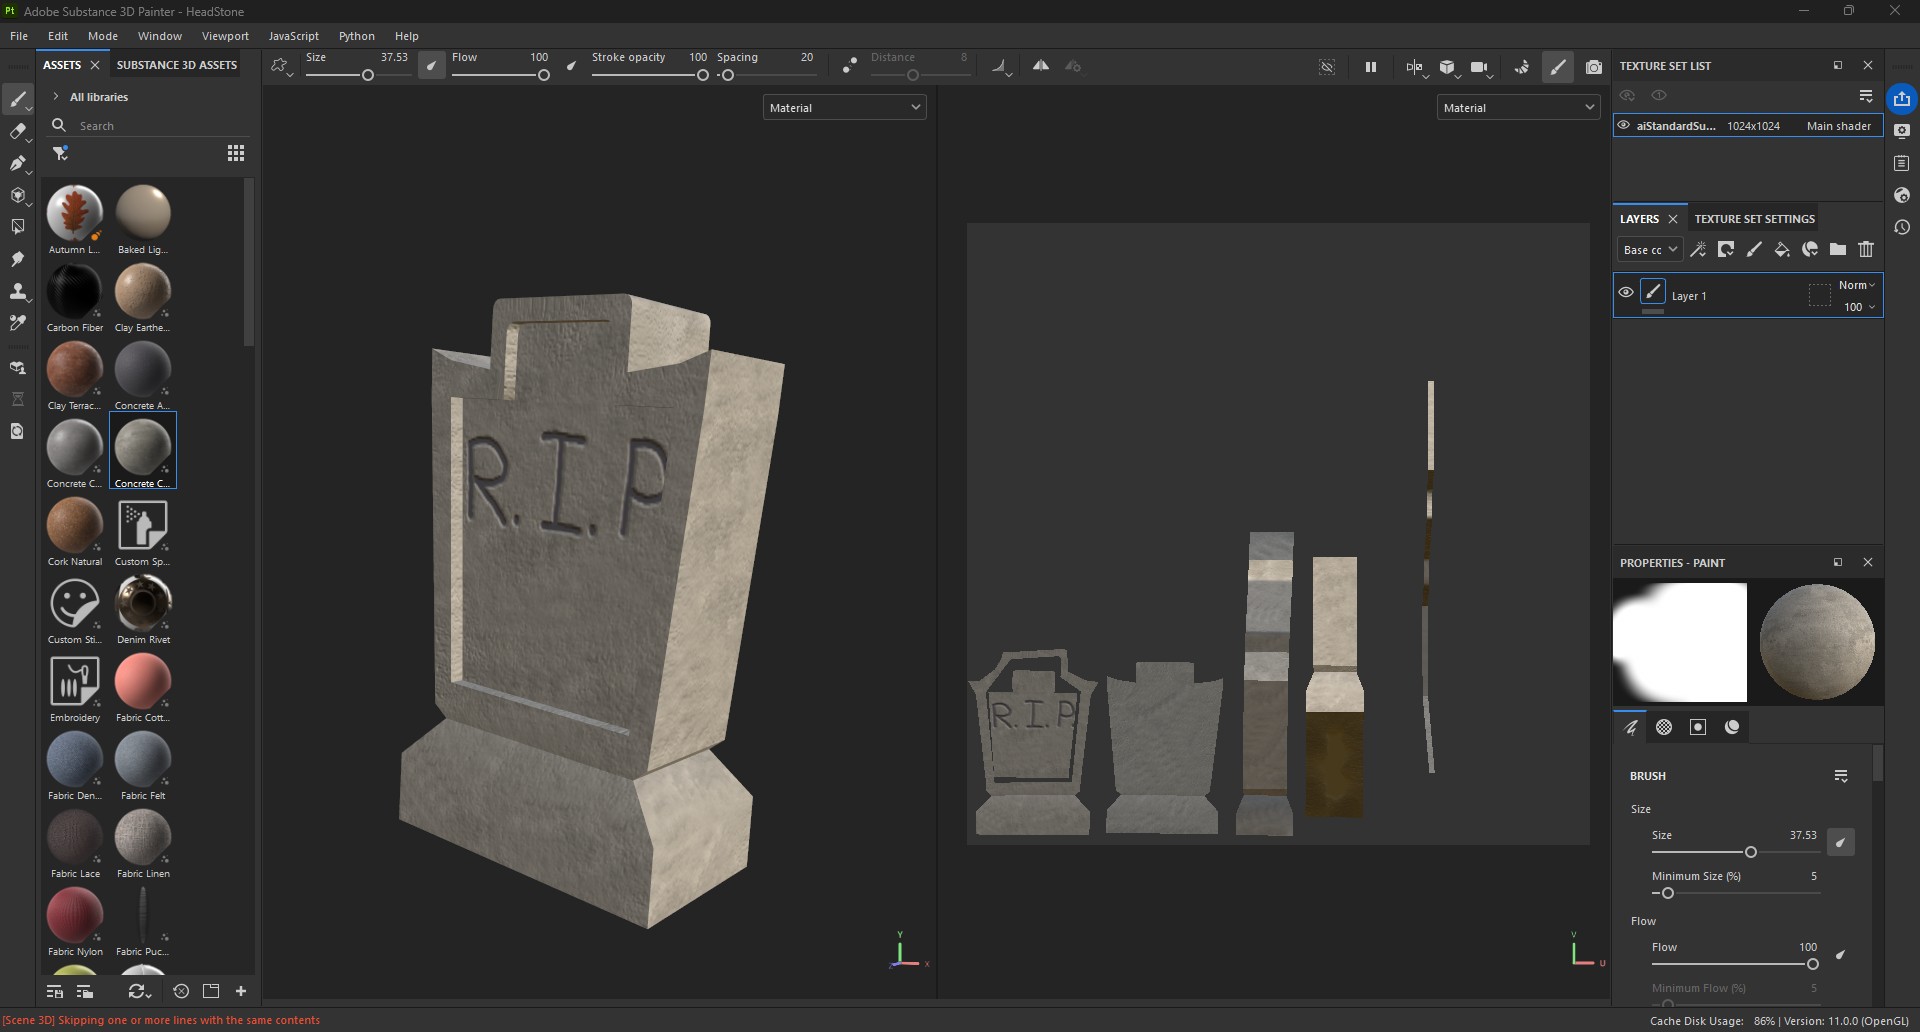 Pt Adobe Substance 3D Painter - HeadStone
File Edit Mode Window Viewport JavaScript Python Help
ASSETS SUBSTANCE 3D ASSETS
Size 37.53 Flow 100 Stroke opacity 100 Spacing 20 Distance 8
All libraries
Search
Autumn L... Baked Lig...
Carbon Fiber Clay Earthe...
Clay Terrac... Concrete A...
Concrete C... Concrete C...
Cork Natural Custom Sp...
Custom Sti... Denim Rivet
Embroidery Fabric Cott...
Fabric Den... Fabric Felt
Fabric Lace Fabric Linen
Fabric Nylon Fabric Puc...
Material
R.I.P
Y
X
Z
Material
R.I.P.
V
U
TEXTURE SET LIST
aiStandardSu... 1024x1024 Main shader
LAYERS TEXTURE SET SETTINGS
Base cc
Layer 1 Norm
100
PROPERTIES - PAINT
BRUSH
Size
Size 37.53
Minimum Size (%) 5
Flow
Flow 100
Minimum Flow (%) 5
[Scene 3D] Skipping one or more lines with the same contents
Cache Disk Usage: 86% | Version: 11.0.0 (OpenGL)